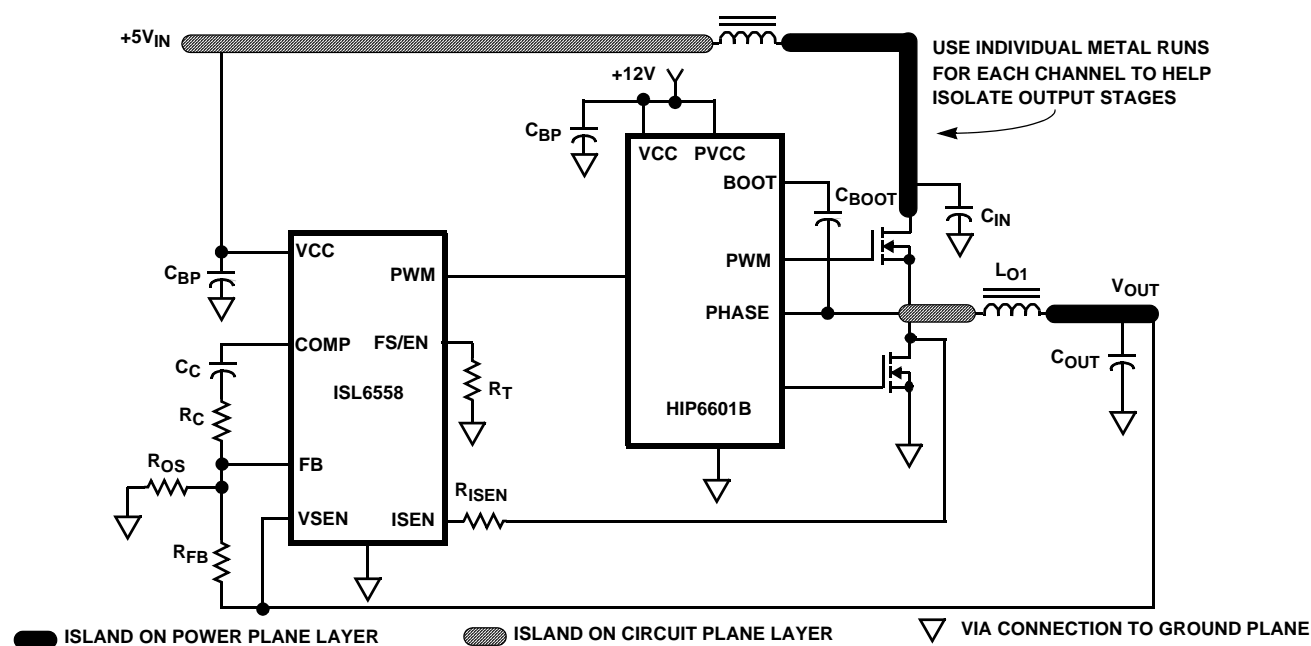 +5VIN
USE INDIVIDUAL METAL RUNS
FOR EACH CHANNEL TO HELP
ISOLATE OUTPUT STAGES
+12V
CBP
VCC
PVCC
BOOT
CBOOT
CIN
VCC
CBP
PWM
PWM
LO1
VOUT
PHASE
COMP
FS/EN
CC
RT
COUT
ISL6558
RC
HIP6601B
ROS
FB
RISEN
VSEN
ISEN
RFB
ISLAND ON POWER PLANE LAYER
ISLAND ON CIRCUIT PLANE LAYER
VIA CONNECTION TO GROUND PLANE